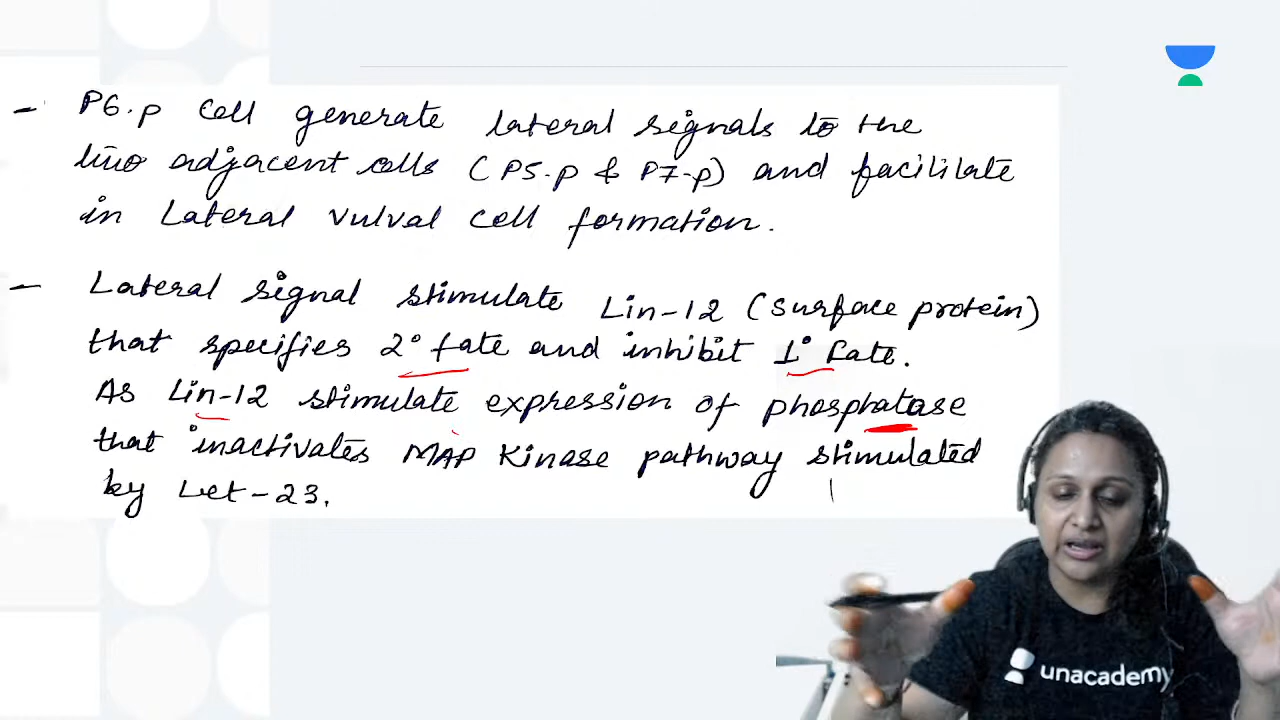 - P6.p cell generate lateral signals to the
two adjacent cells (P5.p & P7.p) and facilitate
in Lateral vulval cell formation.
- Lateral signal stimulate Lin-12 (surface protein)
that specifies 2° fate and inhibit 1° fate.
As Lin-12 stimulate expression of phosphatase
that inactivates MAP Kinase pathway stimulated
by Let-23.
unacademy